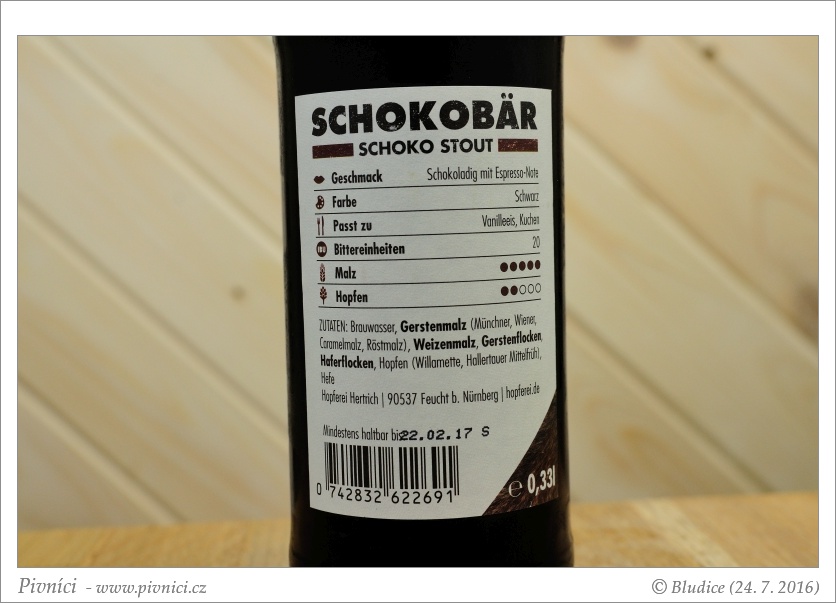 SCHOKOBÄR
SCHOKO STOUT
Geschmack Schokoladig mit Espresso-Note
Farbe Schwarz
Passt zu Vanilleeis, Kuchen
Bittereinheiten 20
Malz
Hopfen
ZUTATEN: Brauwasser, Gerstenmalz (Münchner, Wiener,
Caramelmalz, Röstmalz), Weizenmalz, Gerstenflocken,
Haferflocken, Hopfen (Willamette, Hallertauer Mittelfrüh),
Hefe
Hopferei Hertrich | 90537 Feucht b. Nürnberg | hopferei.de
Mindestens haltbar bis 22.02.17 S
0 742832 622691
e 0,33l
Pivníci - www.pivnici.cz
© Bludice (24. 7. 2016)